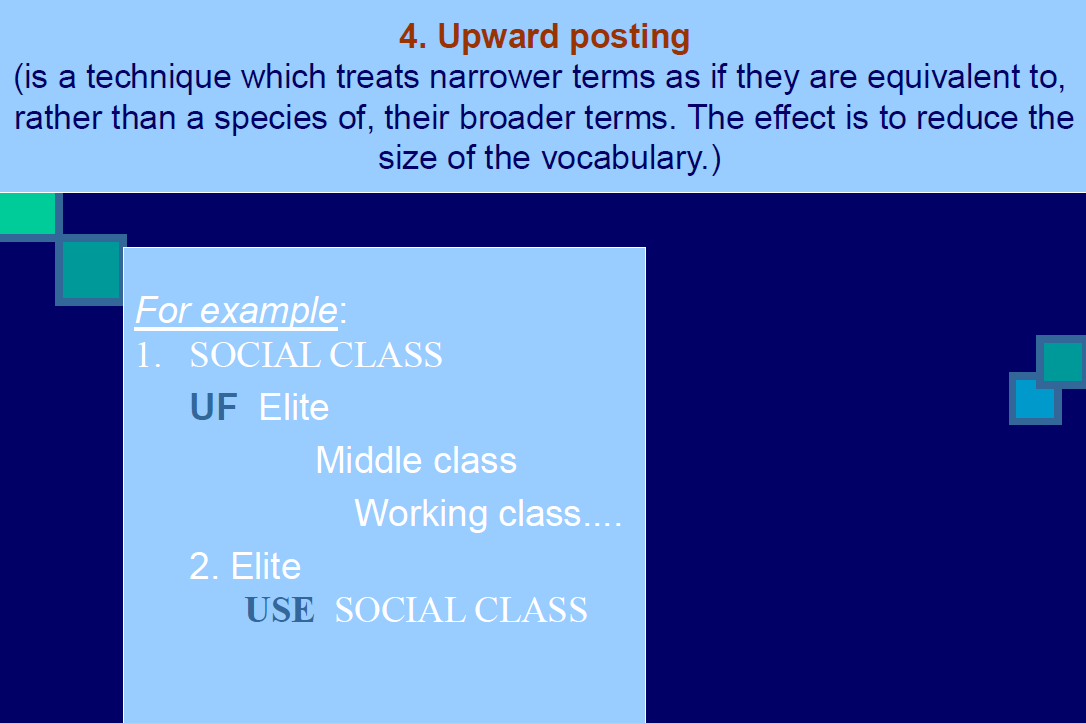 4. Upward posting
(is a technique which treats narrower terms as if they are equivalent to,
rather than a species of, their broader terms. The effect is to reduce the
size of the vocabulary.)
For example:
1. SOCIAL CLASS
UF Elite
Middle class
Working class....
2. Elite
USE SOCIAL CLASS